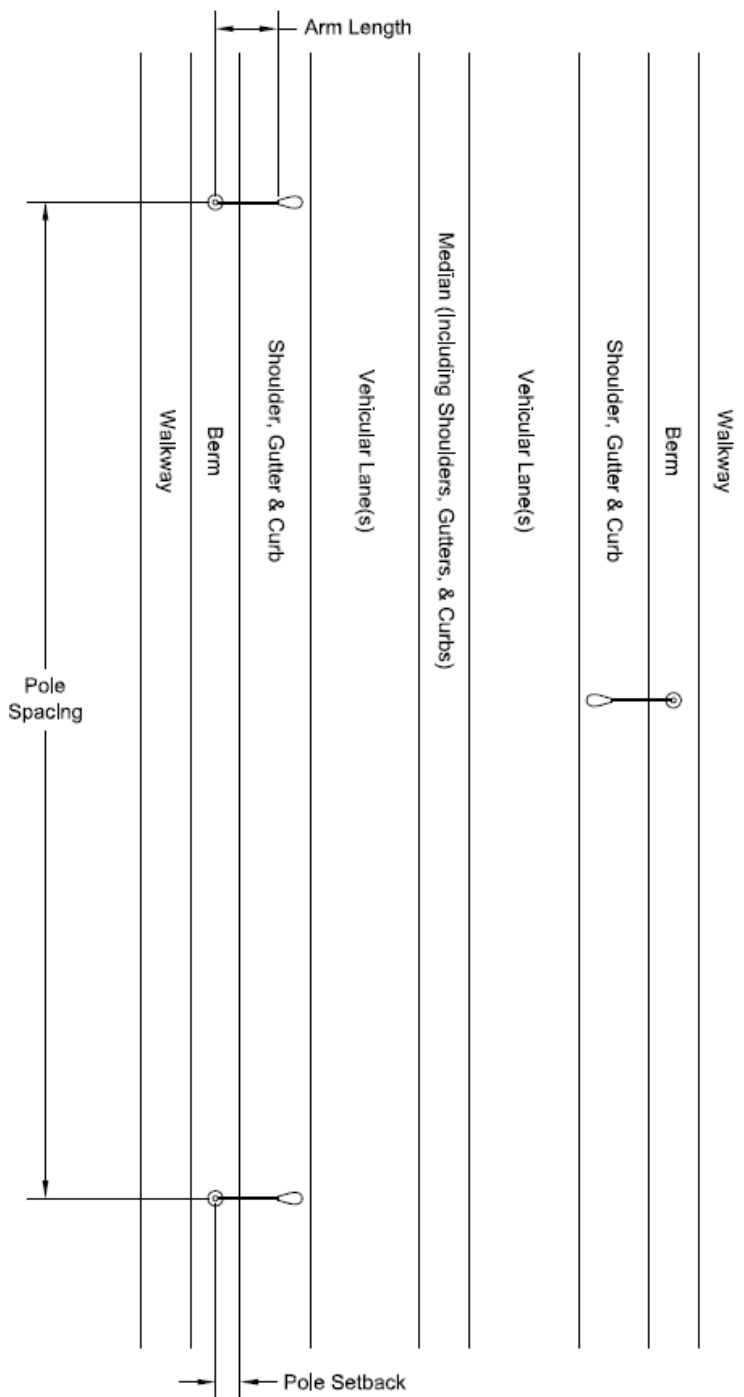 Arm Length
Walkway
Berm
Shoulder, Gutter & Curb
Vehicular Lane(s)
Median (Including Shoulders, Gutters, & Curbs)
Vehicular Lane(s)
Shoulder, Gutter & Curb
Berm
Walkway
Pole
Spacing
Pole Setback